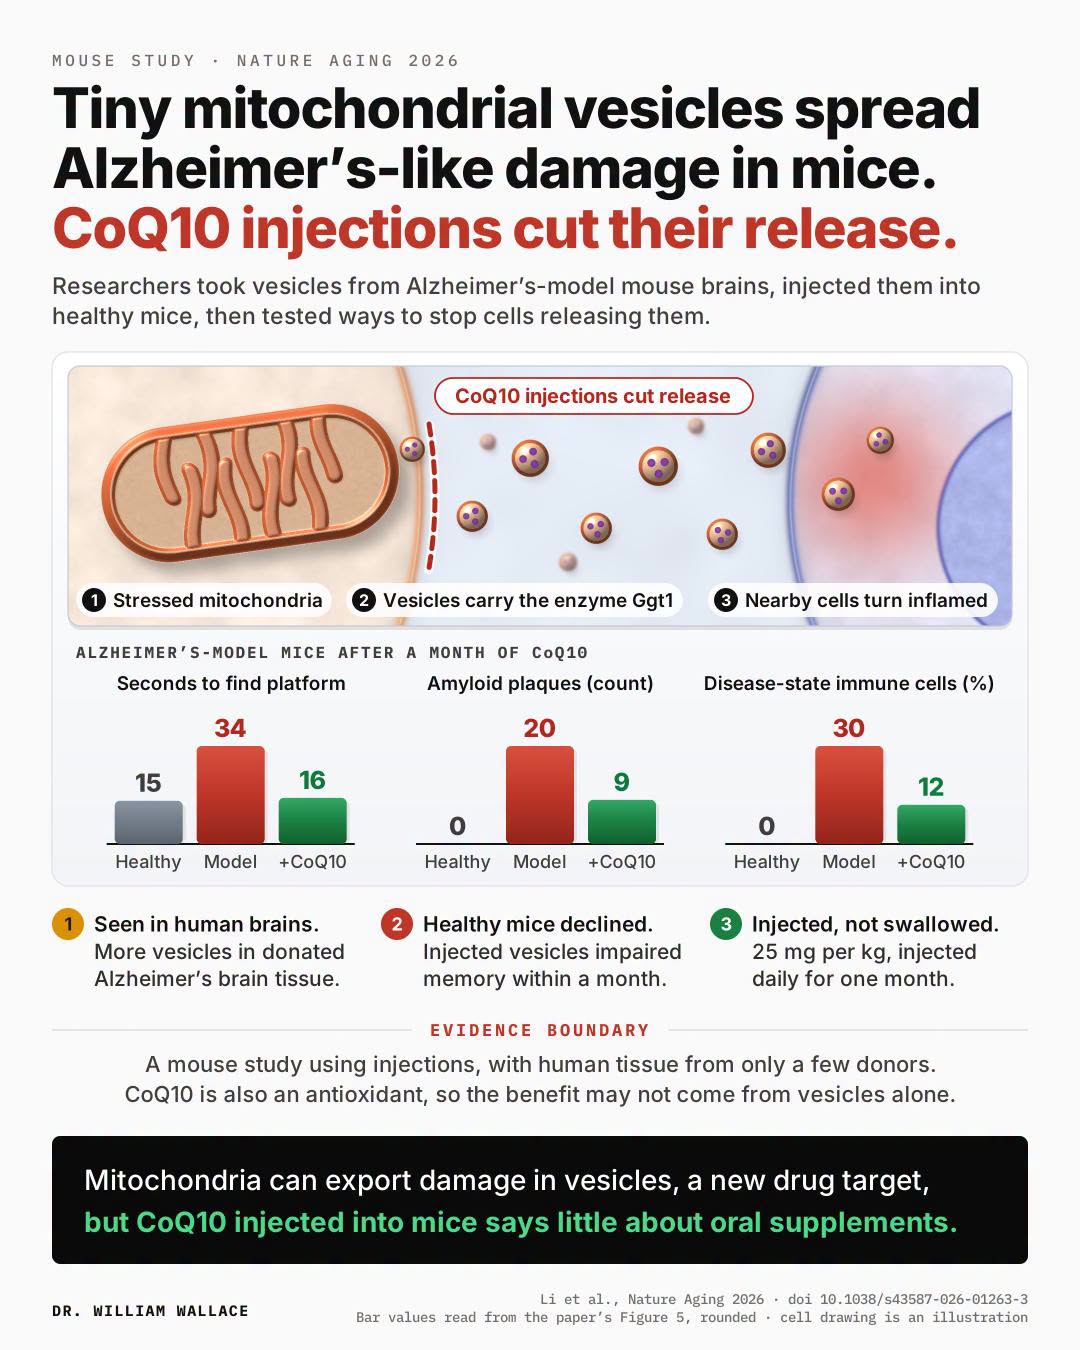 MOUSE STUDY · NATURE AGING 2026
Tiny mitochondrial vesicles spread
Alzheimer’s-like damage in mice.
CoQ10 injections cut their release.
Researchers took vesicles from Alzheimer’s-model mouse brains, injected them into
healthy mice, then tested ways to stop cells releasing them.
CoQ10 injections cut release
1 Stressed mitochondria
2 Vesicles carry the enzyme Ggt1
3 Nearby cells turn inflamed
ALZHEIMER’S-MODEL MICE AFTER A MONTH OF CoQ10
Seconds to find platform
34
15
16
Healthy Model +CoQ10
Amyloid plaques (count)
20
0
9
Healthy Model +CoQ10
Disease-state immune cells (%)
30
0
12
Healthy Model +CoQ10
1 Seen in human brains.
More vesicles in donated
Alzheimer’s brain tissue.
2 Healthy mice declined.
Injected vesicles impaired
memory within a month.
3 Injected, not swallowed.
25 mg per kg, injected
daily for one month.
EVIDENCE BOUNDARY
A mouse study using injections, with human tissue from only a few donors.
CoQ10 is also an antioxidant, so the benefit may not come from vesicles alone.
Mitochondria can export damage in vesicles, a new drug target,
but CoQ10 injected into mice says little about oral supplements.
DR. WILLIAM WALLACE
Li et al., Nature Aging 2026 · doi 10.1038/s43587-026-01263-3
Bar values read from the paper’s Figure 5, rounded · cell drawing is an illustration